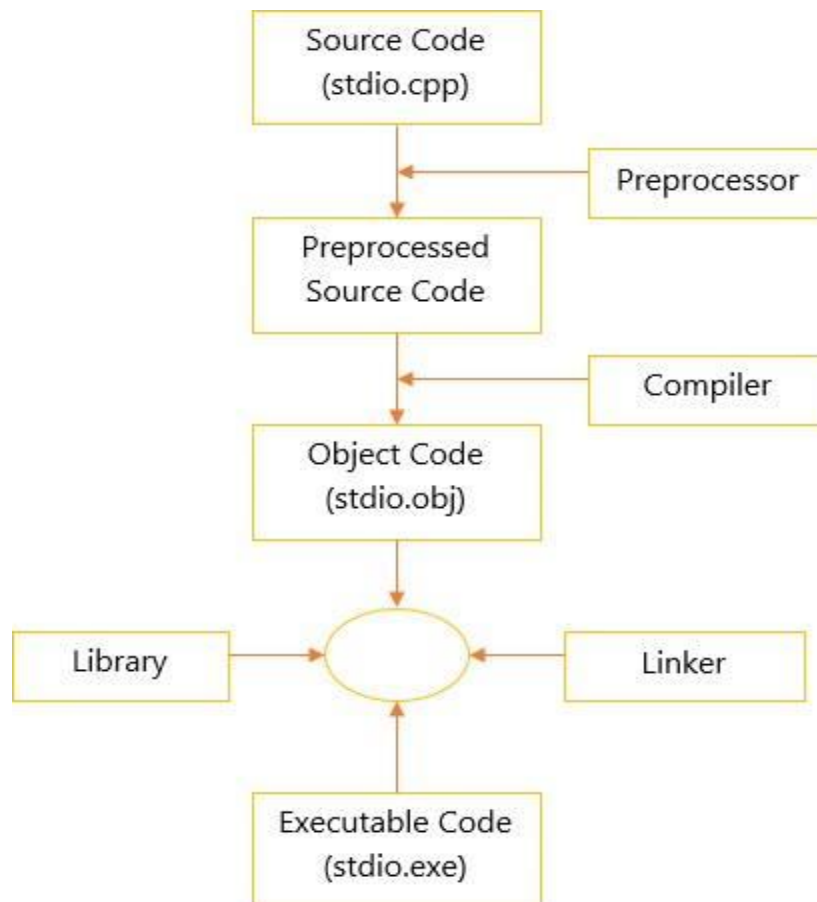 Source Code
(stdio.cpp)
Preprocessor
Preprocessed
Source Code
Compiler
Object Code
(stdio.obj)
Library
Linker
Executable Code
(stdio.exe)